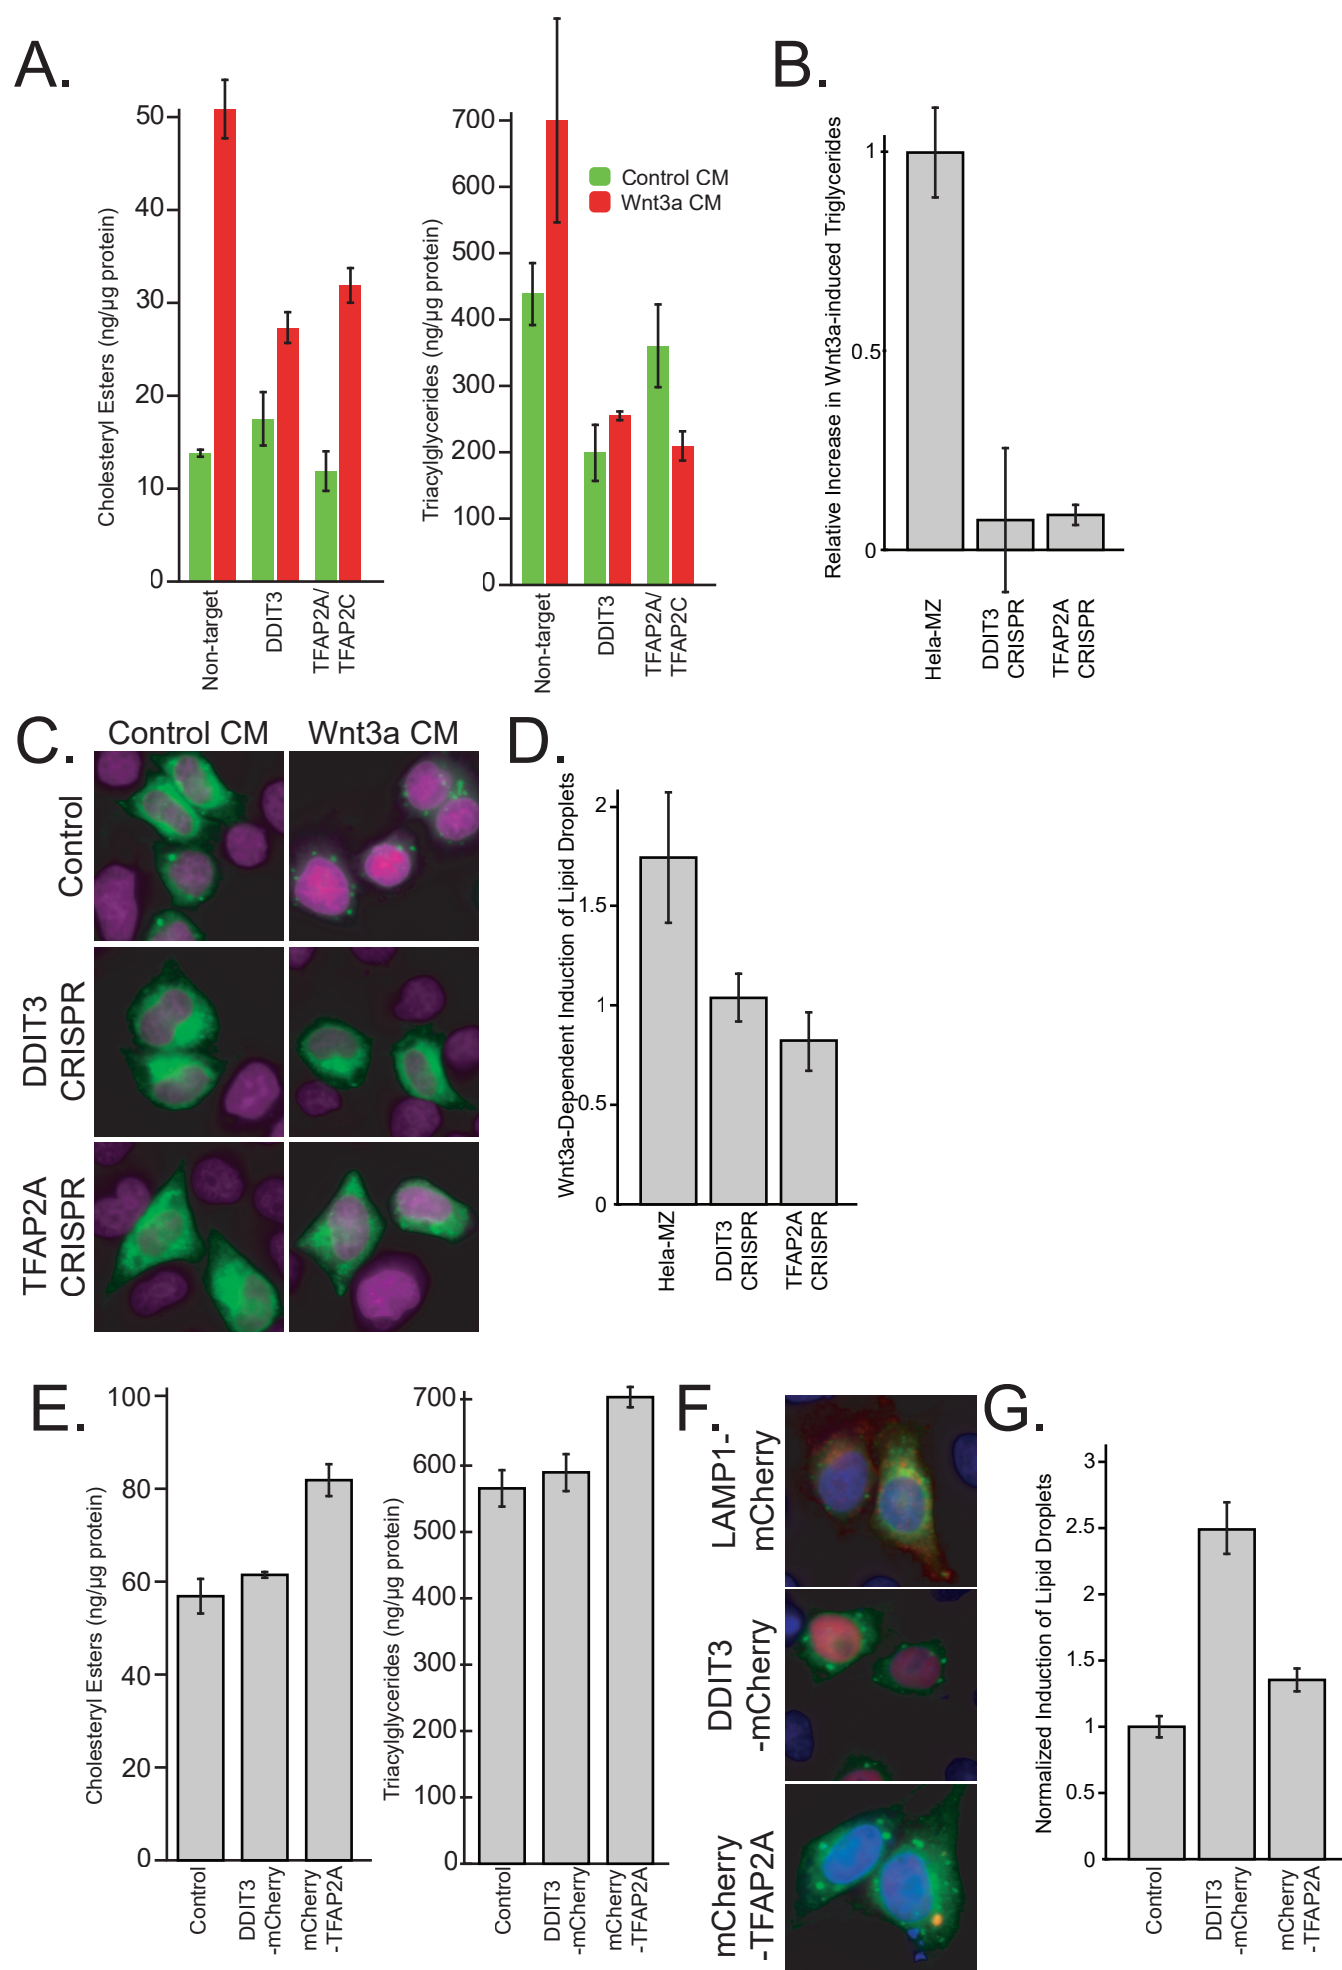 A.
Cholesteryl Esters (ng/µg protein)
50
40
30
20
10
0
Non-target
DDIT3
TFAP2A/
TFAP2C
Triacylglycerides (ng/µg protein)
700
600
500
400
300
200
100
0
Non-target
DDIT3
TFAP2A/
TFAP2C
Control CM
Wnt3a CM
B.
Relative Increase in Wnt3a-induced Triglycerides
1
0.5
0
Hela-MZ
DDIT3
CRISPR
TFAP2A
CRISPR
C.
Control CM
Wnt3a CM
Control
DDIT3
CRISPR
TFAP2A
CRISPR
D.
Wnt3a-Dependent Induction of Lipid Droplets
2
1.5
1
0.5
0
Hela-MZ
DDIT3
CRISPR
TFAP2A
CRISPR
E.
Cholesteryl Esters (ng/µg protein)
100
80
60
40
20
0
Control
DDIT3
-mCherry
mCherry
-TFAP2A
Triacylglycerides (ng/µg protein)
700
600
500
400
300
200
100
0
Control
DDIT3
-mCherry
mCherry
-TFAP2A
F.
LAMP1-
mCherry
DDIT3
-mCherry
mCherry
-TFAP2A
G.
Normalized Induction of Lipid Droplets
3
2.5
2
1.5
1
0.5
0
Control
DDIT3
-mCherry
mCherry
-TFAP2A